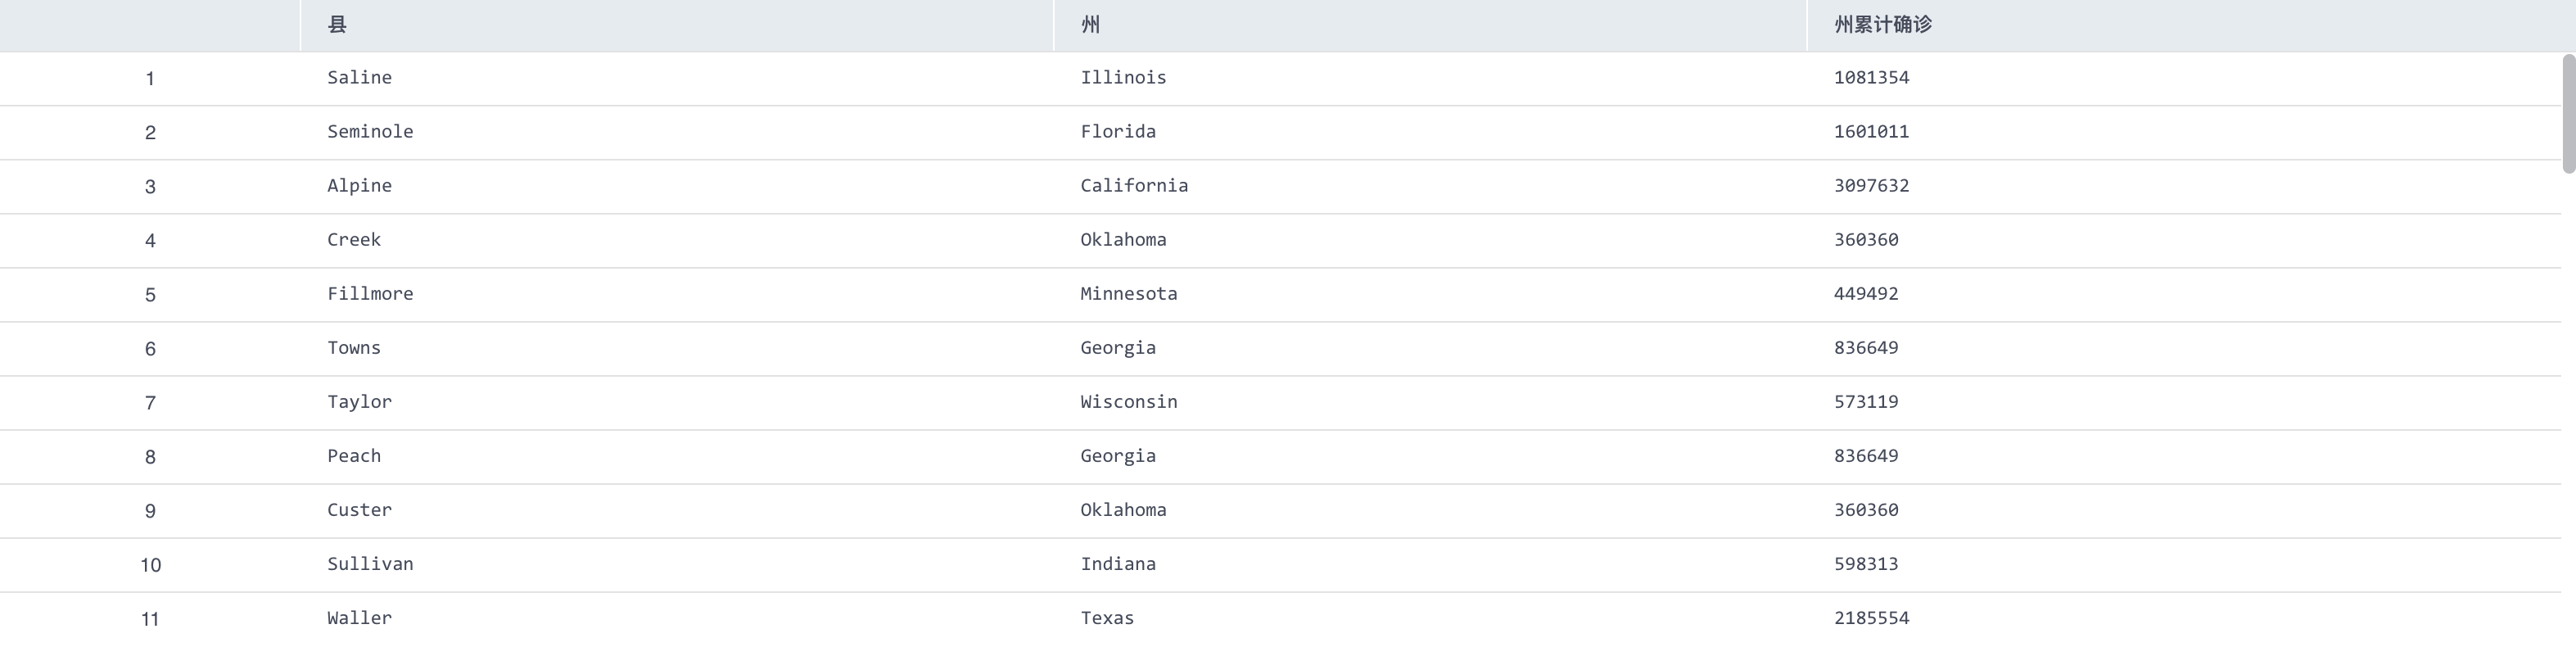 县 州 州累计确诊
1 Saline Illinois 1081354
2 Seminole Florida 1601011
3 Alpine California 3097632
4 Creek Oklahoma 360360
5 Fillmore Minnesota 449492
6 Towns Georgia 836649
7 Taylor Wisconsin 573119
8 Peach Georgia 836649
9 Custer Oklahoma 360360
10 Sullivan Indiana 598313
11 Waller Texas 2185554